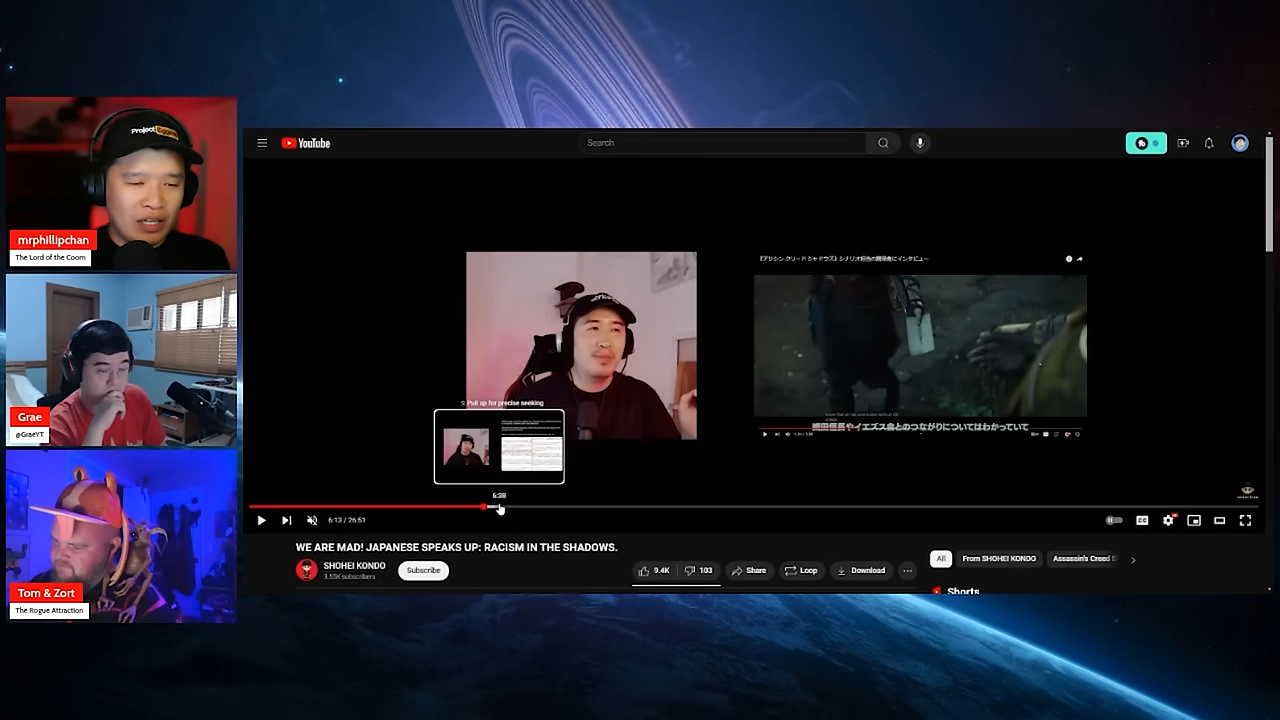 YouTube
Search
Project
mrphillipchan
The Lord of the Coom
Grae
@GraeYT
Tom & Zort
The Rogue Attraction
『アサシン クリード シャドウズ』シナリオ担当の開発者にインタビュー
織田信長やイエズス会とのつながりについてはわかっていて
Pull up for precise seeking
6:38
6:13 / 26:51
WE ARE MAD! JAPANESE SPEAKS UP: RACISM IN THE SHADOWS.
SHOHEI KONDO
3.55K subscribers
Subscribe
9.4K
103
Share
Loop
Download
All
From SHOHEI KONDO
Assassin's Creed
Shorts